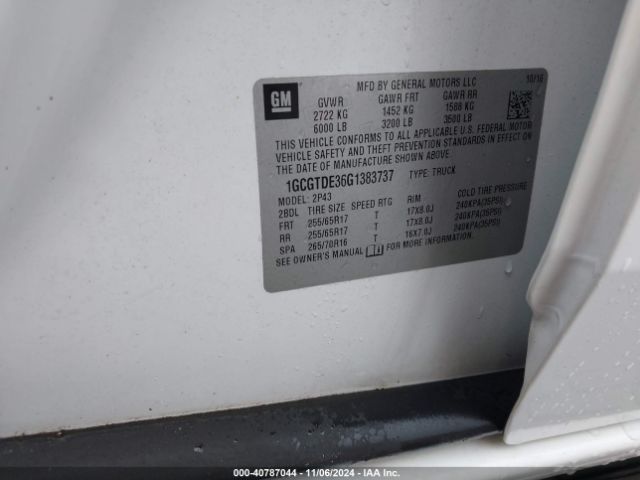 GM
MFD BY GENERAL MOTORS LLC 10/16
GVWR GAWR FRT GAWR RR
2722 KG 1452 KG 1588 KG
6000 LB 3200 LB 3500 LB
THIS VEHICLE CONFORMS TO ALL APPLICABLE U.S. FEDERAL MOTOR
VEHICLE SAFETY AND THEFT PREVENTION STANDARDS IN EFFECT ON
THE DATE OF MANUFACTURE SHOWN ABOVE.
1GCGTDE36G1383737 TYPE: TRUCK
MODEL: 2P43
2BDL TIRE SIZE SPEED RTG RIM COLD TIRE PRESSURE
FRT 255/65R17 T 17X8.0J 240KPA(35PSI)
RR 255/65R17 T 17X8.0J 240KPA(35PSI)
SPA 265/70R16 T 16X7.0J 240KPA(35PSI)
SEE OWNER'S MANUAL FOR MORE INFORMATION.
000-40787044 - 11/06/2024 - IAA Inc.